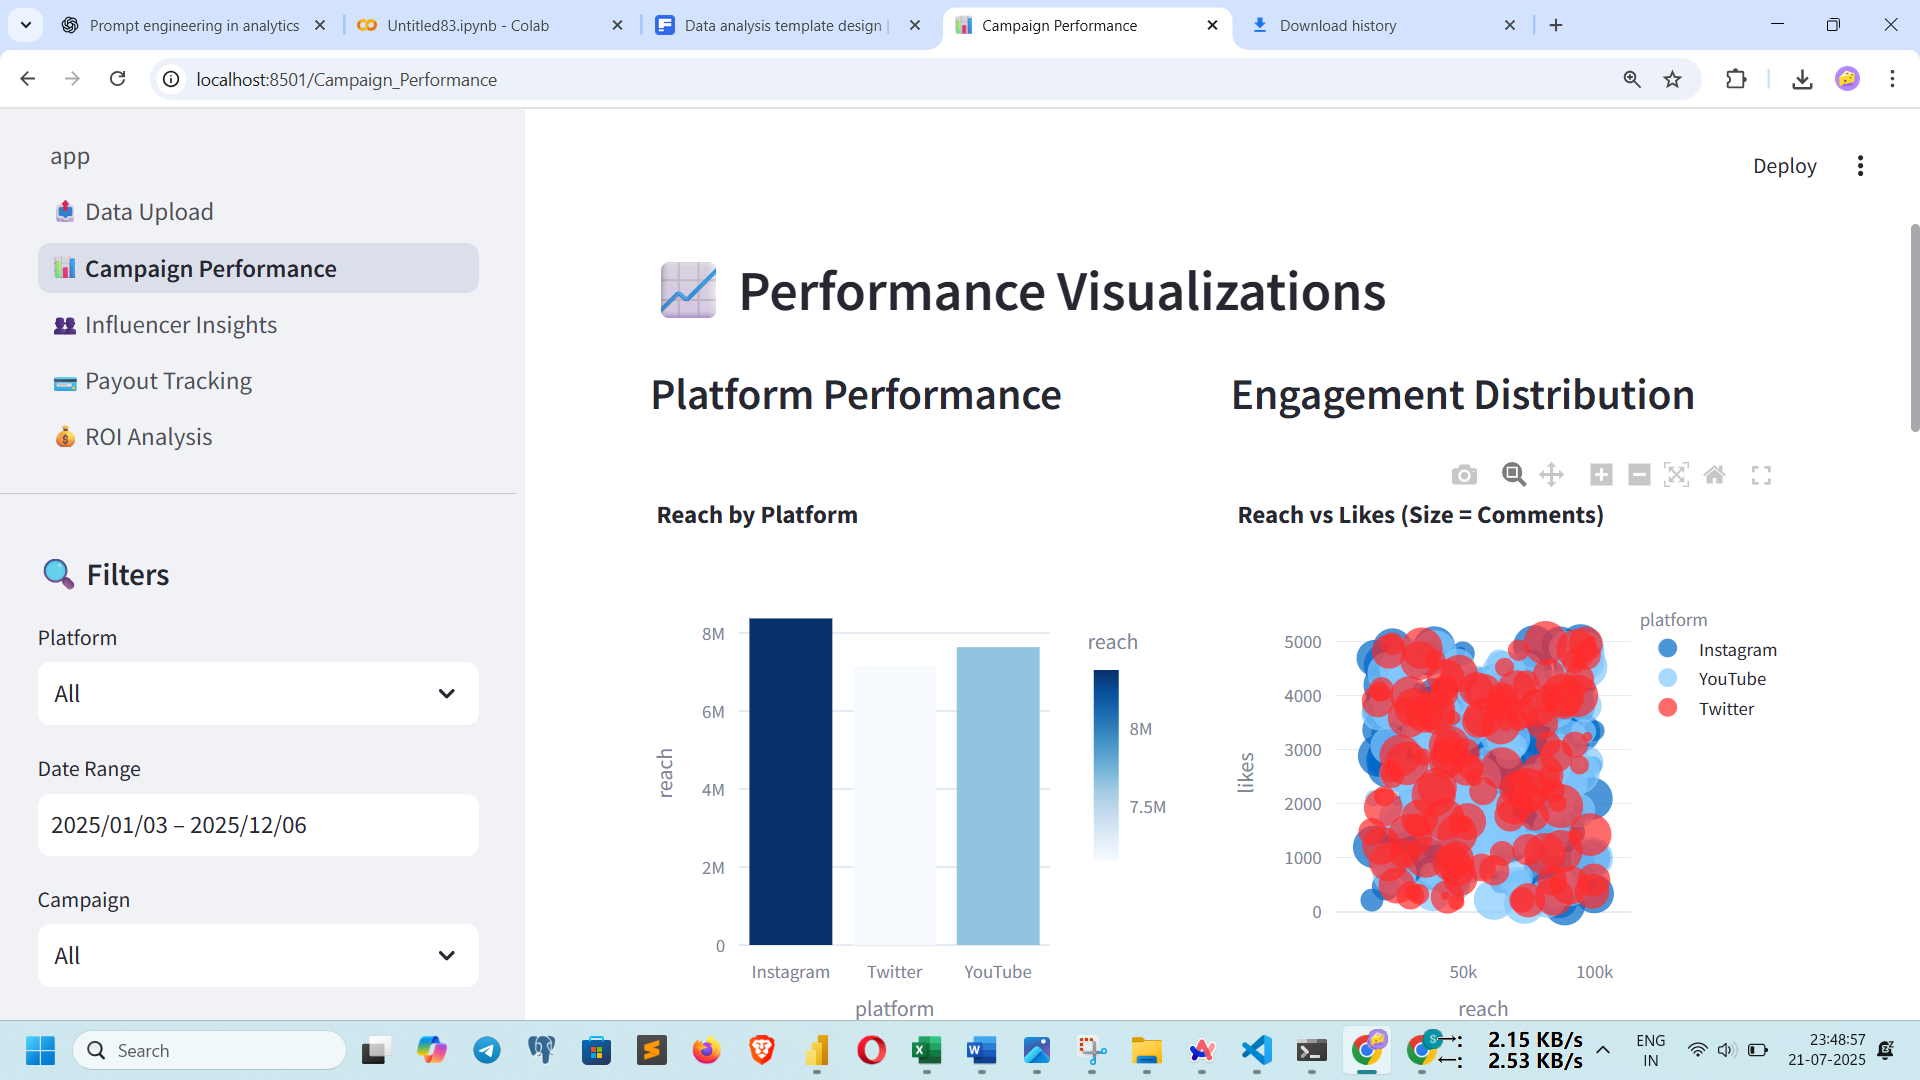 Prompt engineering in analytics
Untitled83.ipynb - Colab
Data analysis template design |
Campaign Performance
Download history
localhost:8501/Campaign_Performance
app
Data Upload
Campaign Performance
Influencer Insights
Payout Tracking
ROI Analysis
Filters
Platform
All
Date Range
2025/01/03 – 2025/12/06
Campaign
All
Deploy
Performance Visualizations
Platform Performance
Reach by Platform
8M
6M
4M
2M
0
reach
Instagram
Twitter
YouTube
platform
reach
8M
7.5M
Engagement Distribution
Reach vs Likes (Size = Comments)
5000
4000
3000
2000
1000
0
likes
50k
100k
reach
platform
Instagram
YouTube
Twitter
Search
2.15 KB/s
2.53 KB/s
ENG
IN
23:48:57
21-07-2025